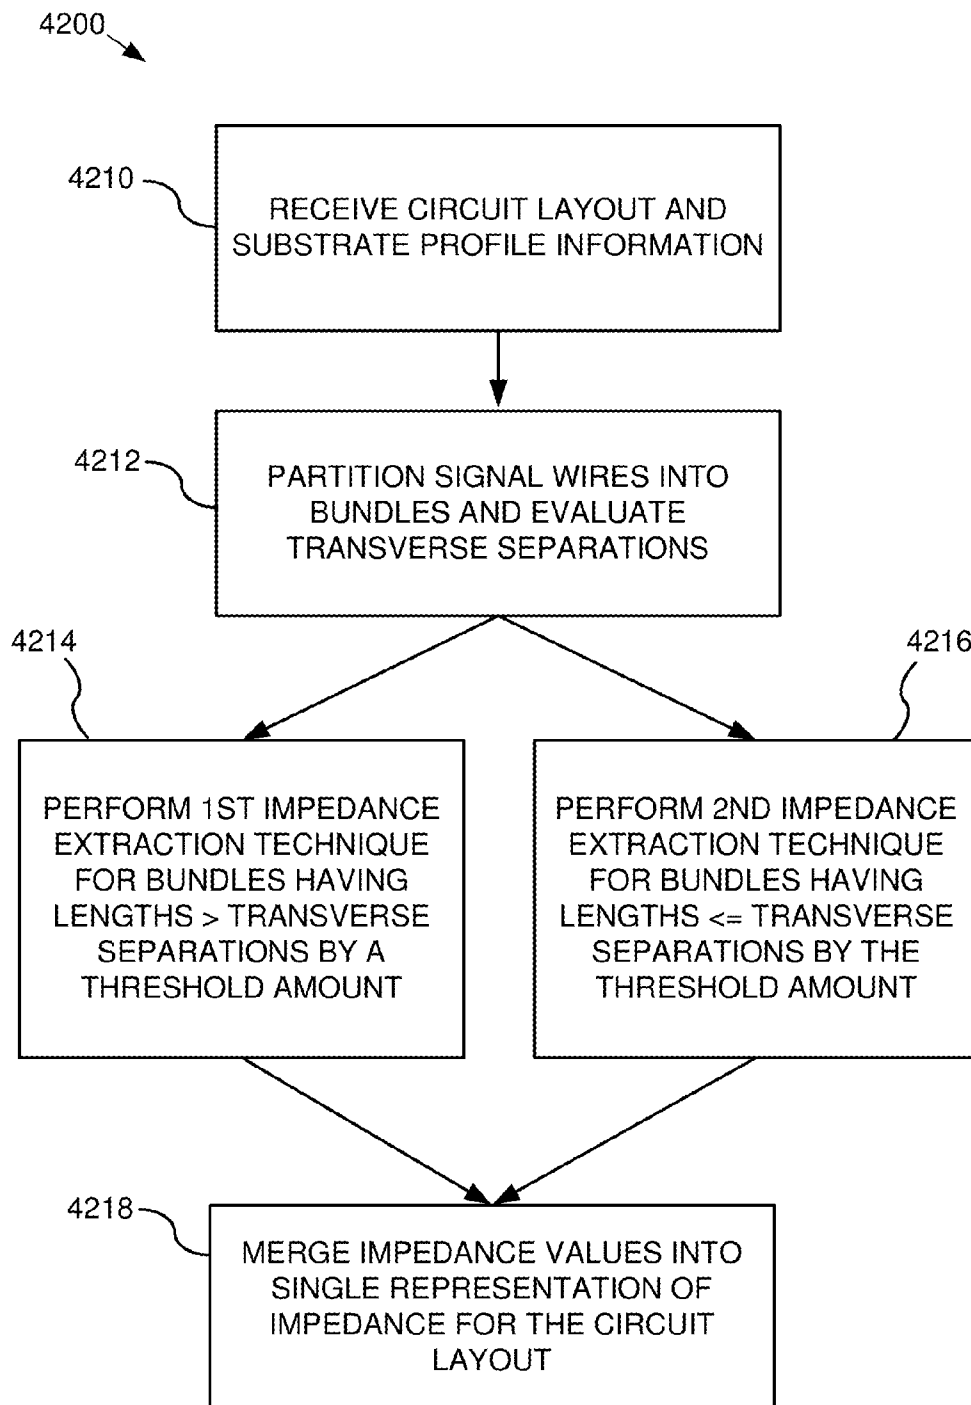 4200
4210
RECEIVE CIRCUIT LAYOUT AND
SUBSTRATE PROFILE INFORMATION
4212
PARTITION SIGNAL WIRES INTO
BUNDLES AND EVALUATE
TRANSVERSE SEPARATIONS
4214
4216
PERFORM 1ST IMPEDANCE
EXTRACTION TECHNIQUE
FOR BUNDLES HAVING
LENGTHS > TRANSVERSE
SEPARATIONS BY A
THRESHOLD AMOUNT
PERFORM 2ND IMPEDANCE
EXTRACTION TECHNIQUE
FOR BUNDLES HAVING
LENGTHS <= TRANSVERSE
SEPARATIONS BY THE
THRESHOLD AMOUNT
4218
MERGE IMPEDANCE VALUES INTO
SINGLE REPRESENTATION OF
IMPEDANCE FOR THE CIRCUIT
LAYOUT